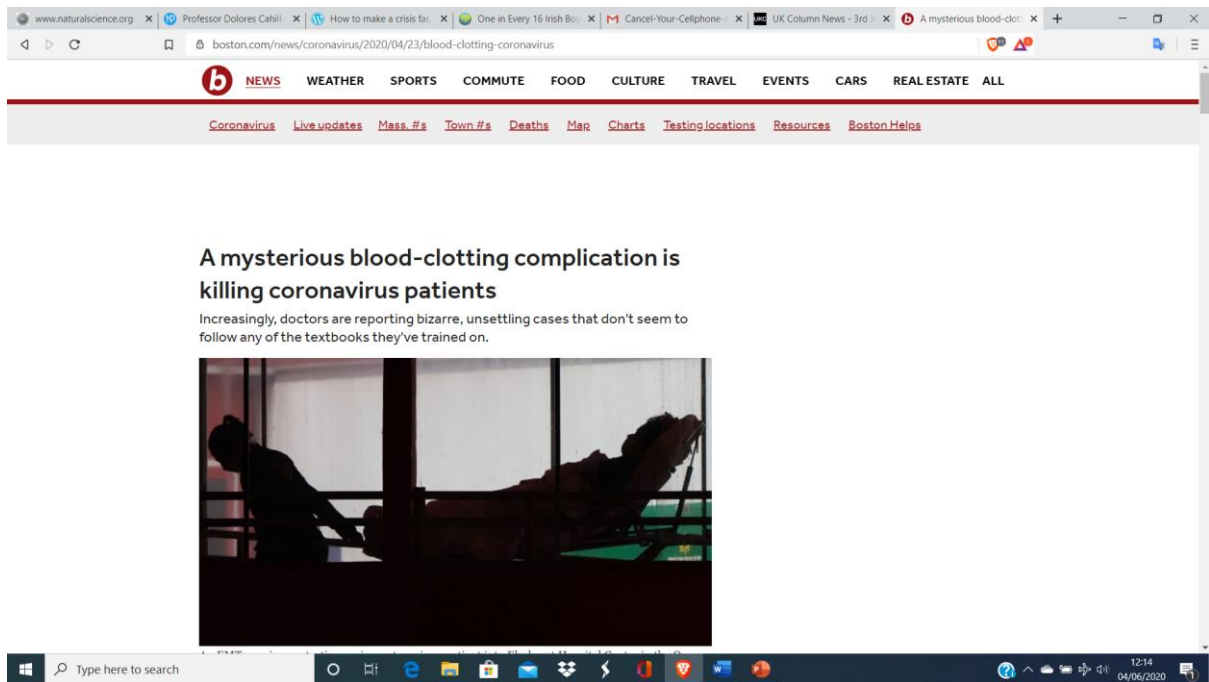 www.naturalscience.org
Professor Dolores Cahill
How to make a crisis far
One in Every 16 Irish Boy
Cancel-Your-Cellphone-
UK Column News - 3rd
A mysterious blood-clot
boston.com/news/coronavirus/2020/04/23/blood-clotting-coronavirus
b NEWS WEATHER SPORTS COMMUTE FOOD CULTURE TRAVEL EVENTS CARS REAL ESTATE ALL
Coronavirus Live updates Mass. #s Town #s Deaths Map Charts Testing locations Resources Boston Helps
A mysterious blood-clotting complication is
killing coronavirus patients
Increasingly, doctors are reporting bizarre, unsettling cases that don't seem to
follow any of the textbooks they've trained on.
Type here to search
12:14
04/06/2020